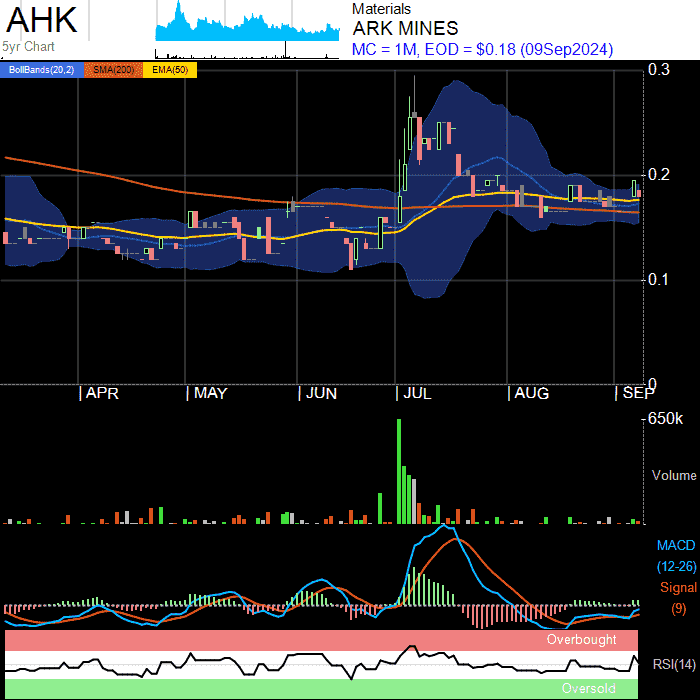 AHK
5yr Chart
Materials
ARK MINES
MC = 1M, EOD = $0.18 (09Sep2024)
BollBands(20,2) SMA(200) EMA(50)
0.3
0.2
0.1
0
| APR | MAY | JUN | JUL | AUG | SEP
650k
Volume
MACD
(12-26)
Signal
(9)
Overbought
RSI(14)
Oversold